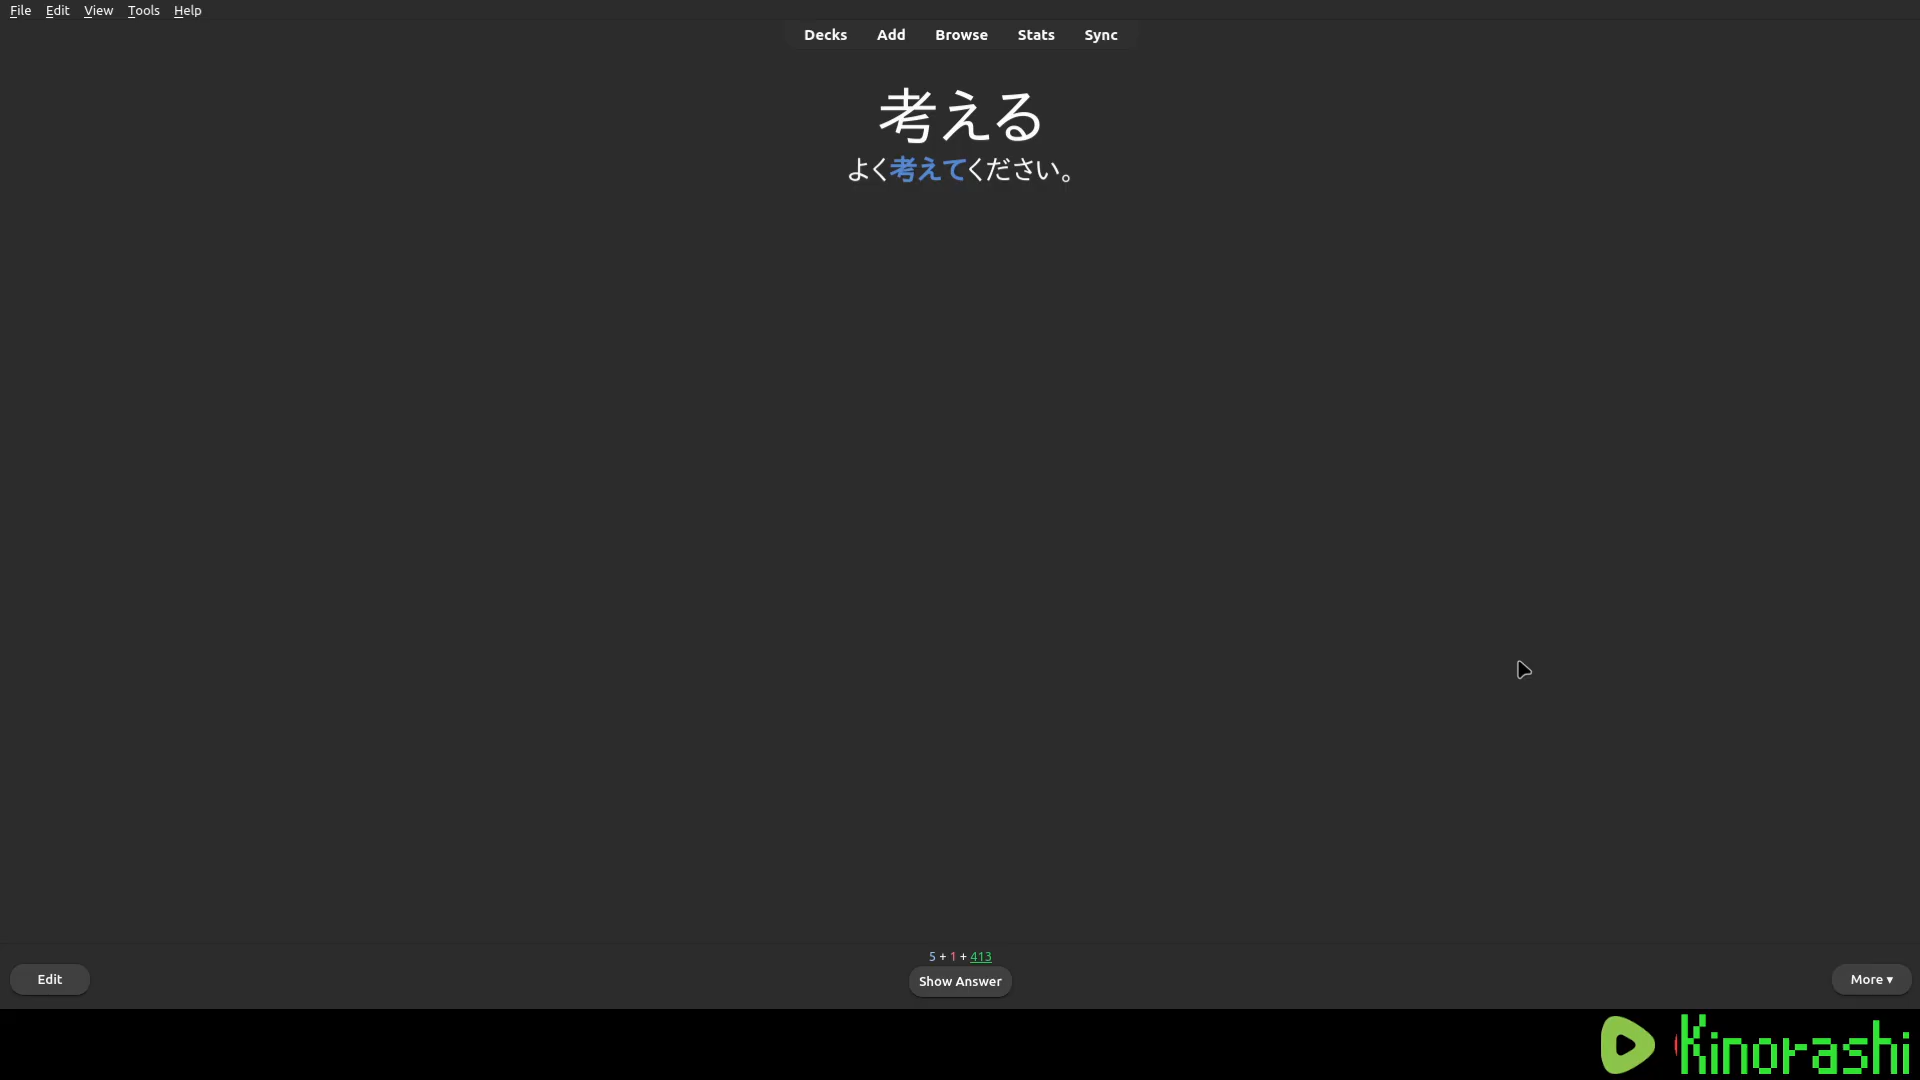 File Edit View Tools Help
Decks Add Browse Stats Sync
考える
よく考えてください。
5 + 1 + 413
Edit
Show Answer
More ▾
Kinorashi